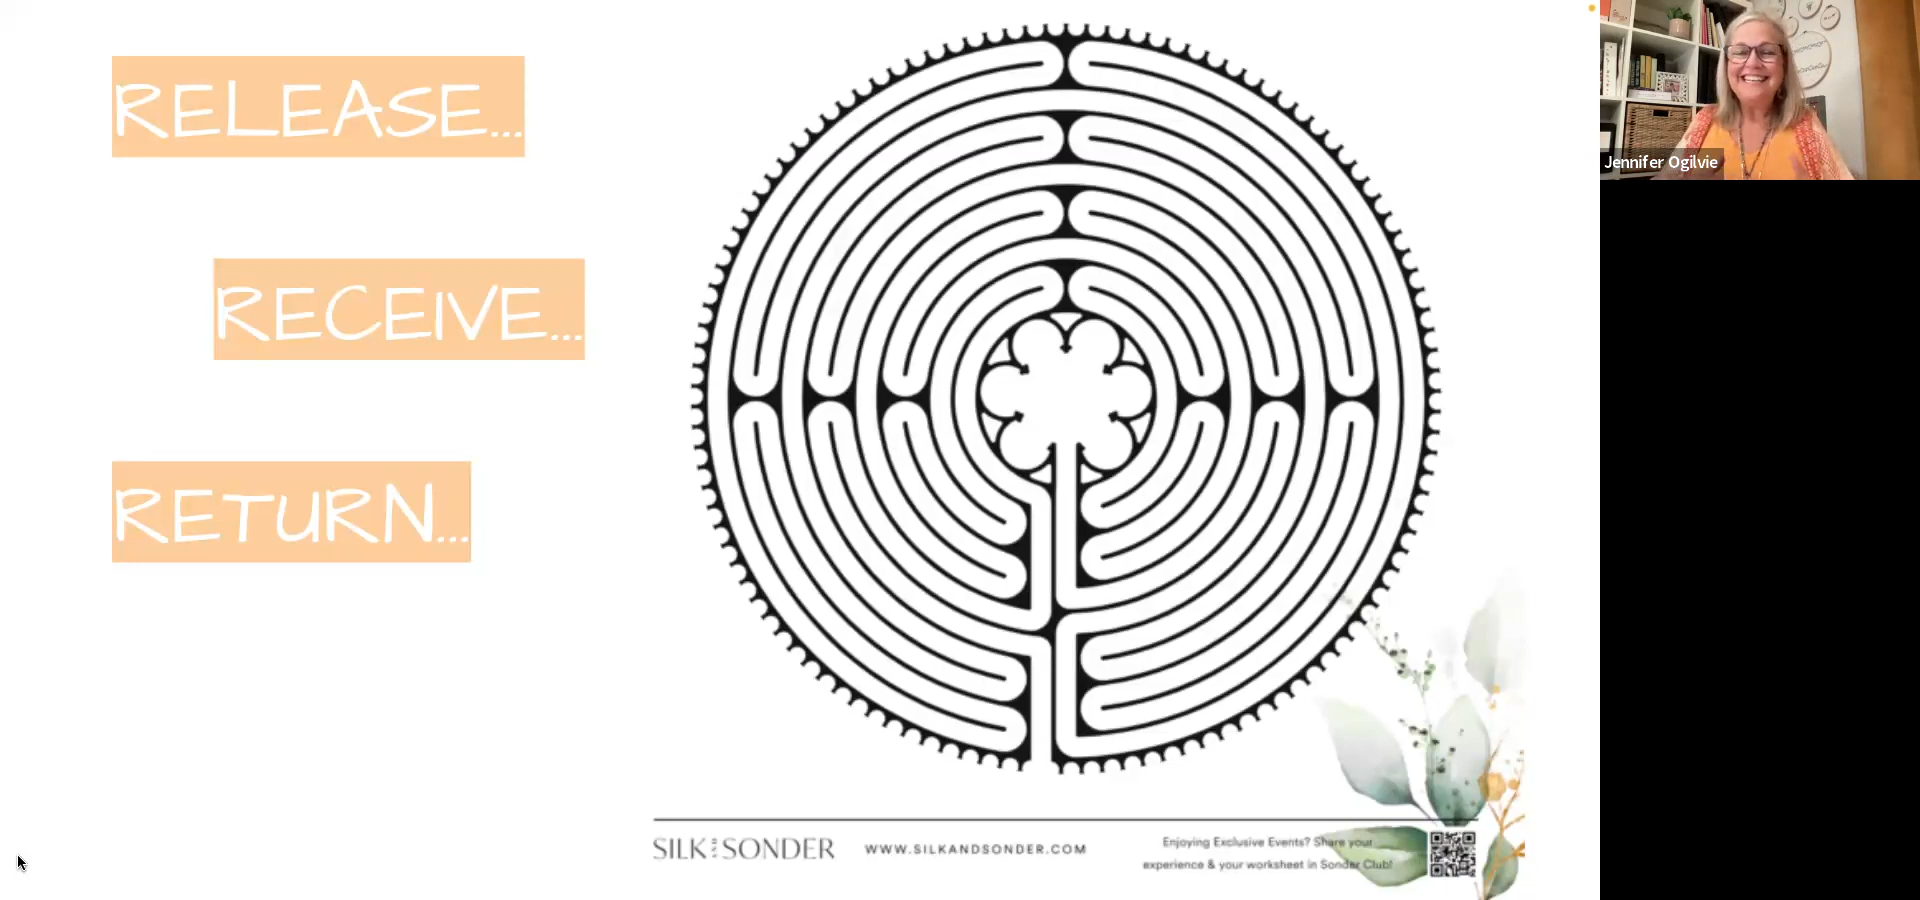 RELEASE...
RECEIVE...
RETURN...
Jennifer Ogilvie
SILK AND SONDER
WWW.SILKANDSONDER.COM
Enjoying Exclusive Events? Share your
experience & your worksheet in Sonder Club!